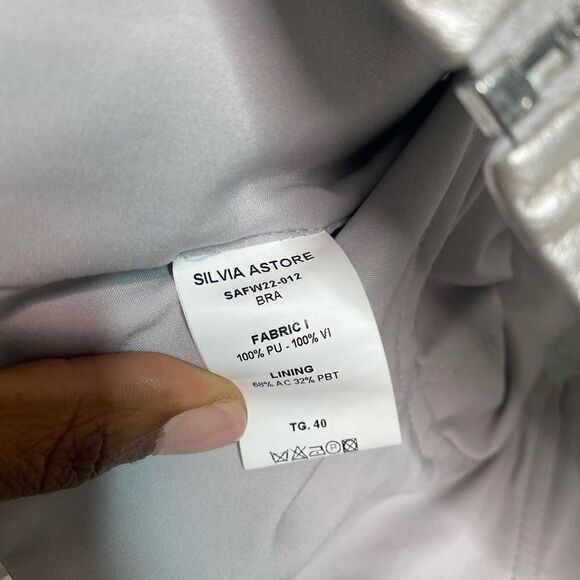 SILVIA ASTORE
SAFW22-012
BRA
FABRIC I
100% PU - 100% VI
LINING
68% AC 32% PBT
TG. 40